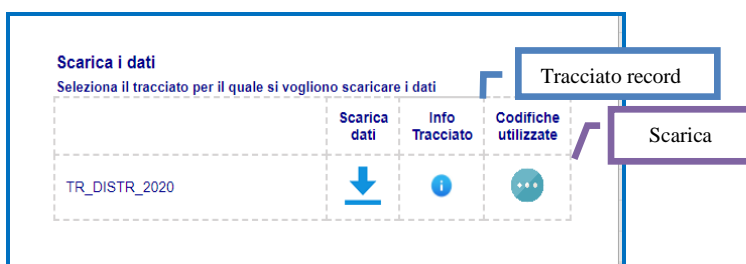 Scarica i dati
Seleziona il tracciato per il quale si vogliono scaricare i dati
Tracciato record
Scarica dati
Info Tracciato
Codifiche utilizzate
Scarica
TR_DISTR_2020